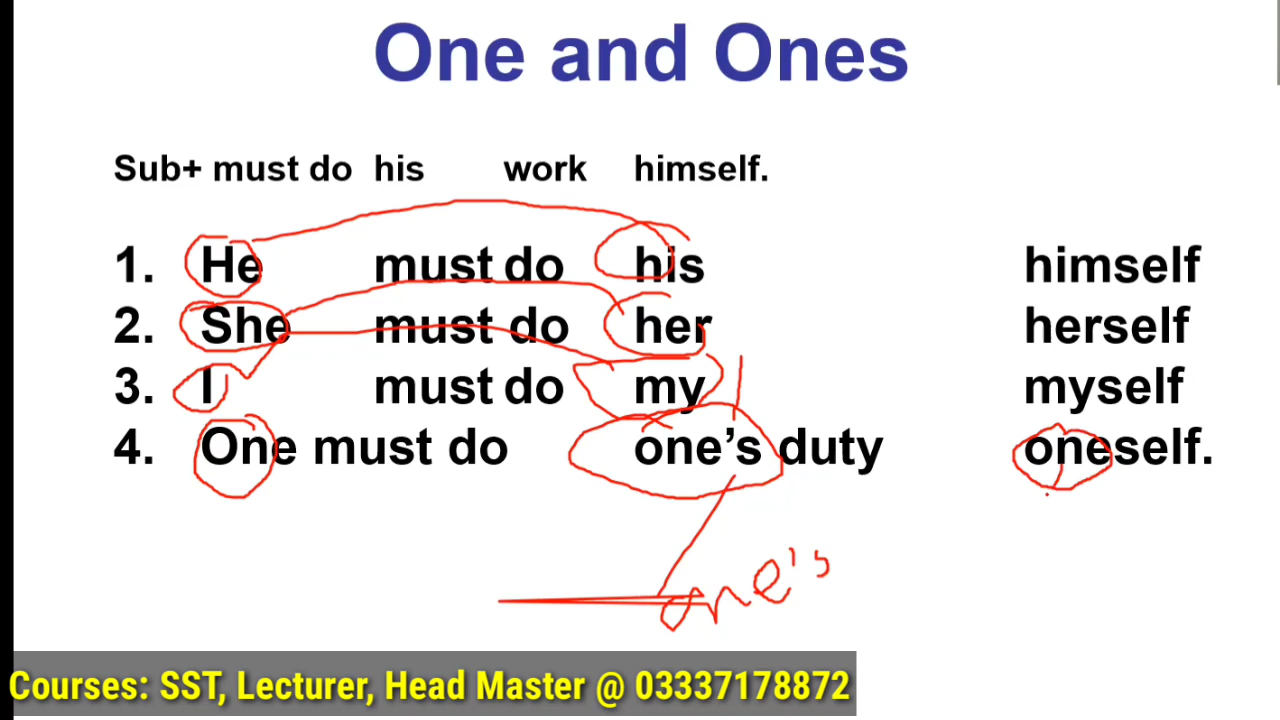 One and Ones
Sub+ must do his work himself.
1. He must do his himself
2. She must do her herself
3. I must do my myself
4. One must do one’s duty oneself.
one's
Courses: SST, Lecturer, Head Master @ 03337178872